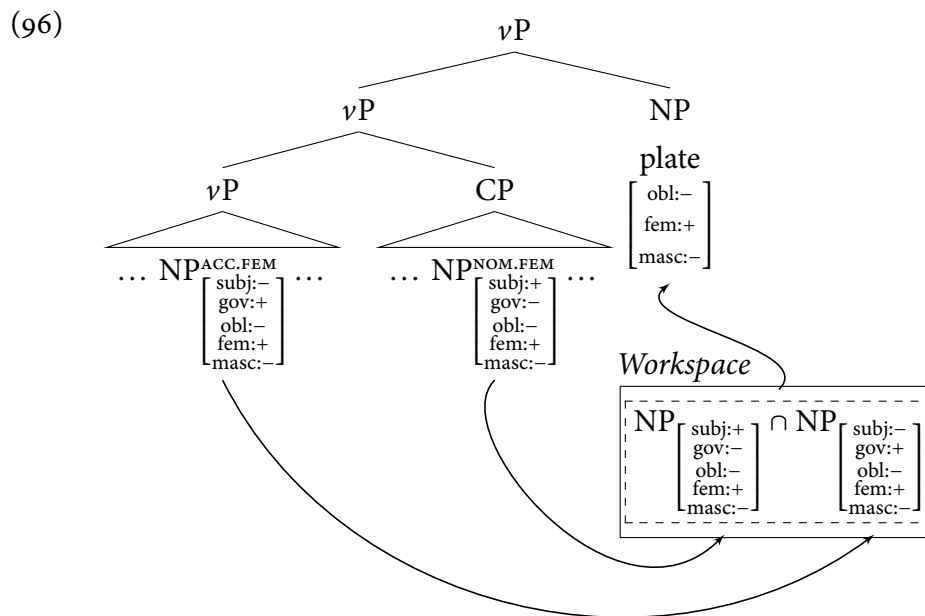 (96)
vP
vP NP
plate
vP CP
obl:–
fem:+
masc:–
… NP^ACC.FEM … … NP^NOM.FEM …
subj:– subj:+
gov:+ gov:–
obl:– obl:–
fem:+ fem:+
masc:– masc:–
Workspace
NP ∩ NP
subj:+ subj:–
gov:– gov:+
obl:– obl:–
fem:+ fem:+
masc:– masc:–